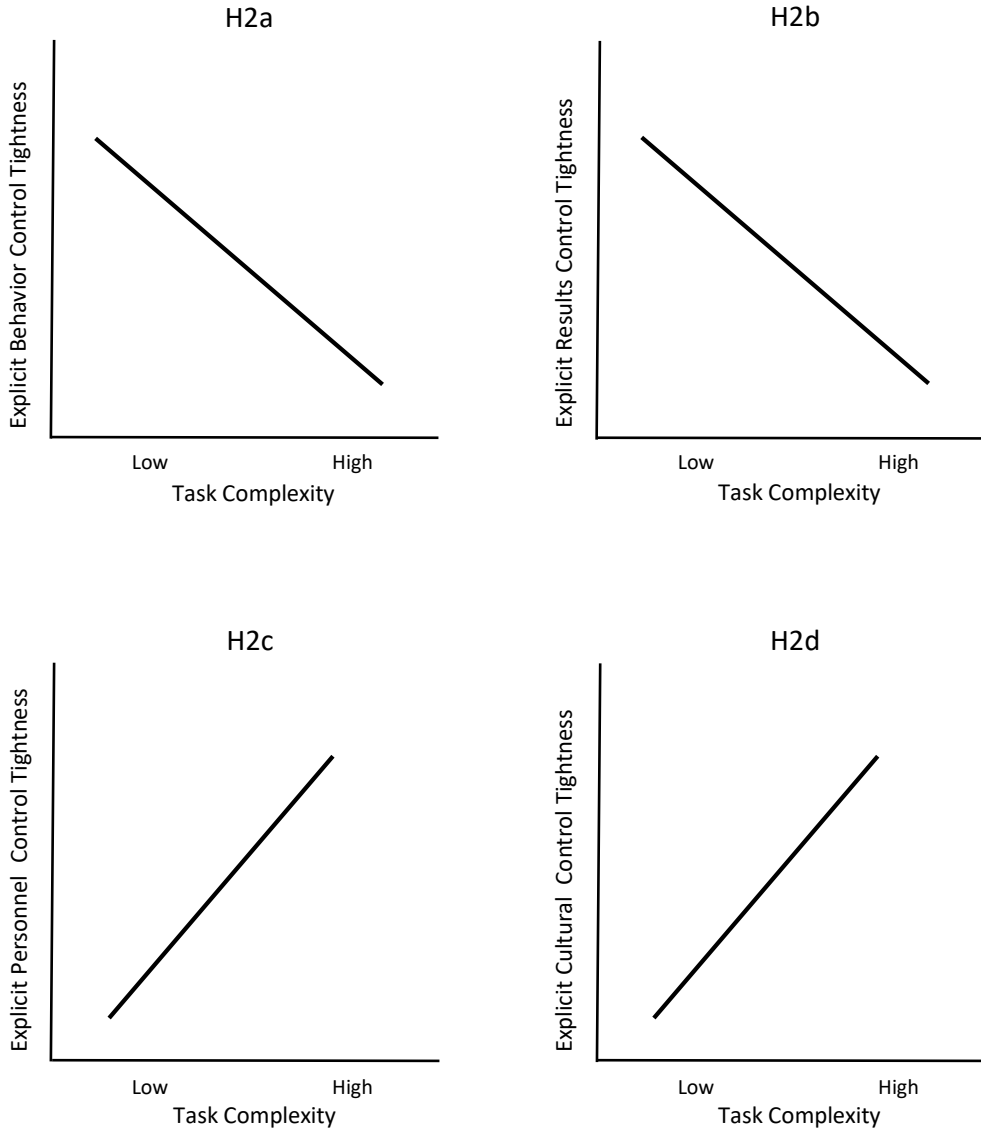 H2a
Explicit Behavior Control Tightness
Low High
Task Complexity
H2b
Explicit Results Control Tightness
Low High
Task Complexity
H2c
Explicit Personnel Control Tightness
Low High
Task Complexity
H2d
Explicit Cultural Control Tightness
Low High
Task Complexity